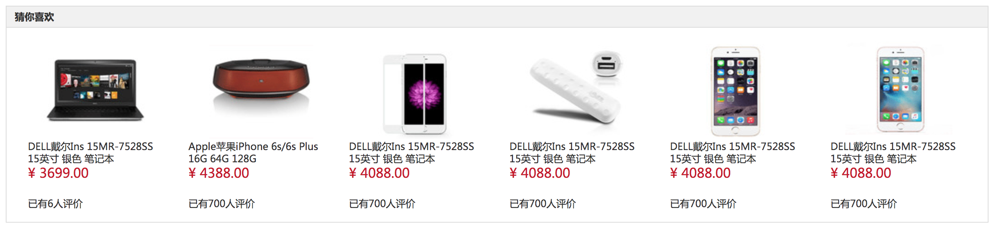 猜你喜欢
DELL戴尔Ins 15MR-7528SS
15英寸 银色 笔记本
¥ 3699.00
已有6人评价
Apple苹果iPhone 6s/6s Plus
16G 64G 128G
¥ 4388.00
已有700人评价
DELL戴尔Ins 15MR-7528SS
15英寸 银色 笔记本
¥ 4088.00
已有700人评价
DELL戴尔Ins 15MR-7528SS
15英寸 银色 笔记本
¥ 4088.00
已有700人评价
DELL戴尔Ins 15MR-7528SS
15英寸 银色 笔记本
¥ 4088.00
已有700人评价
DELL戴尔Ins 15MR-7528SS
15英寸 银色 笔记本
¥ 4088.00
已有700人评价